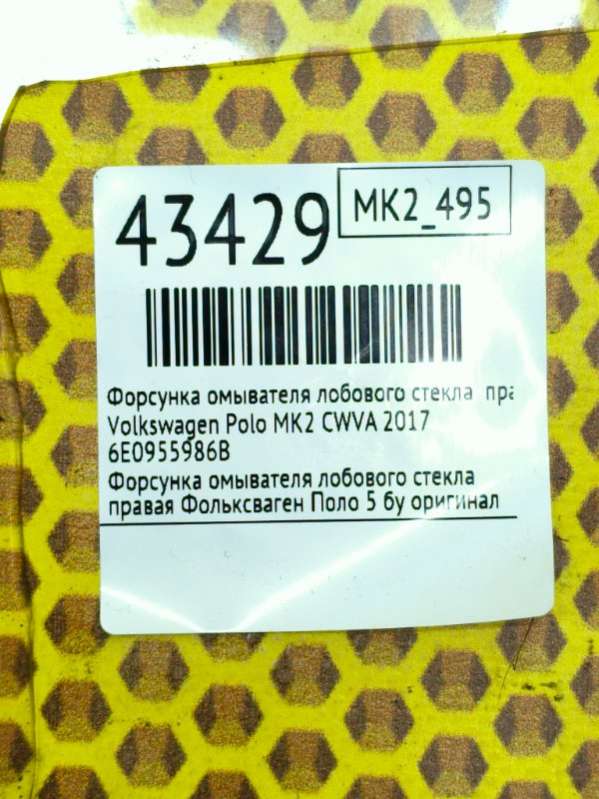 43429
MK2_495
Форсунка омывателя лобового стекла пра
Volkswagen Polo MK2 CWVA 2017
6E0955986B
Форсунка омывателя лобового стекла
правая Фольксваген Поло 5 бу оригинал